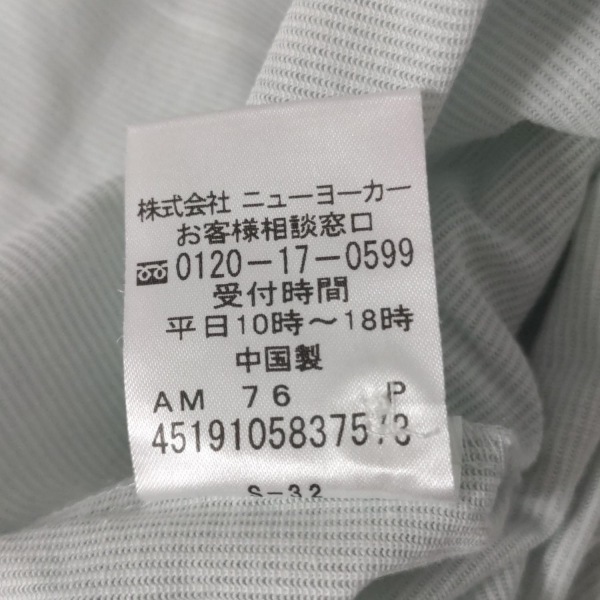 株式会社 ニューヨーカー
お客様相談窓口
0120-17-0599
受付時間
平日10時～18時
中国製
AM 76 P
S-32